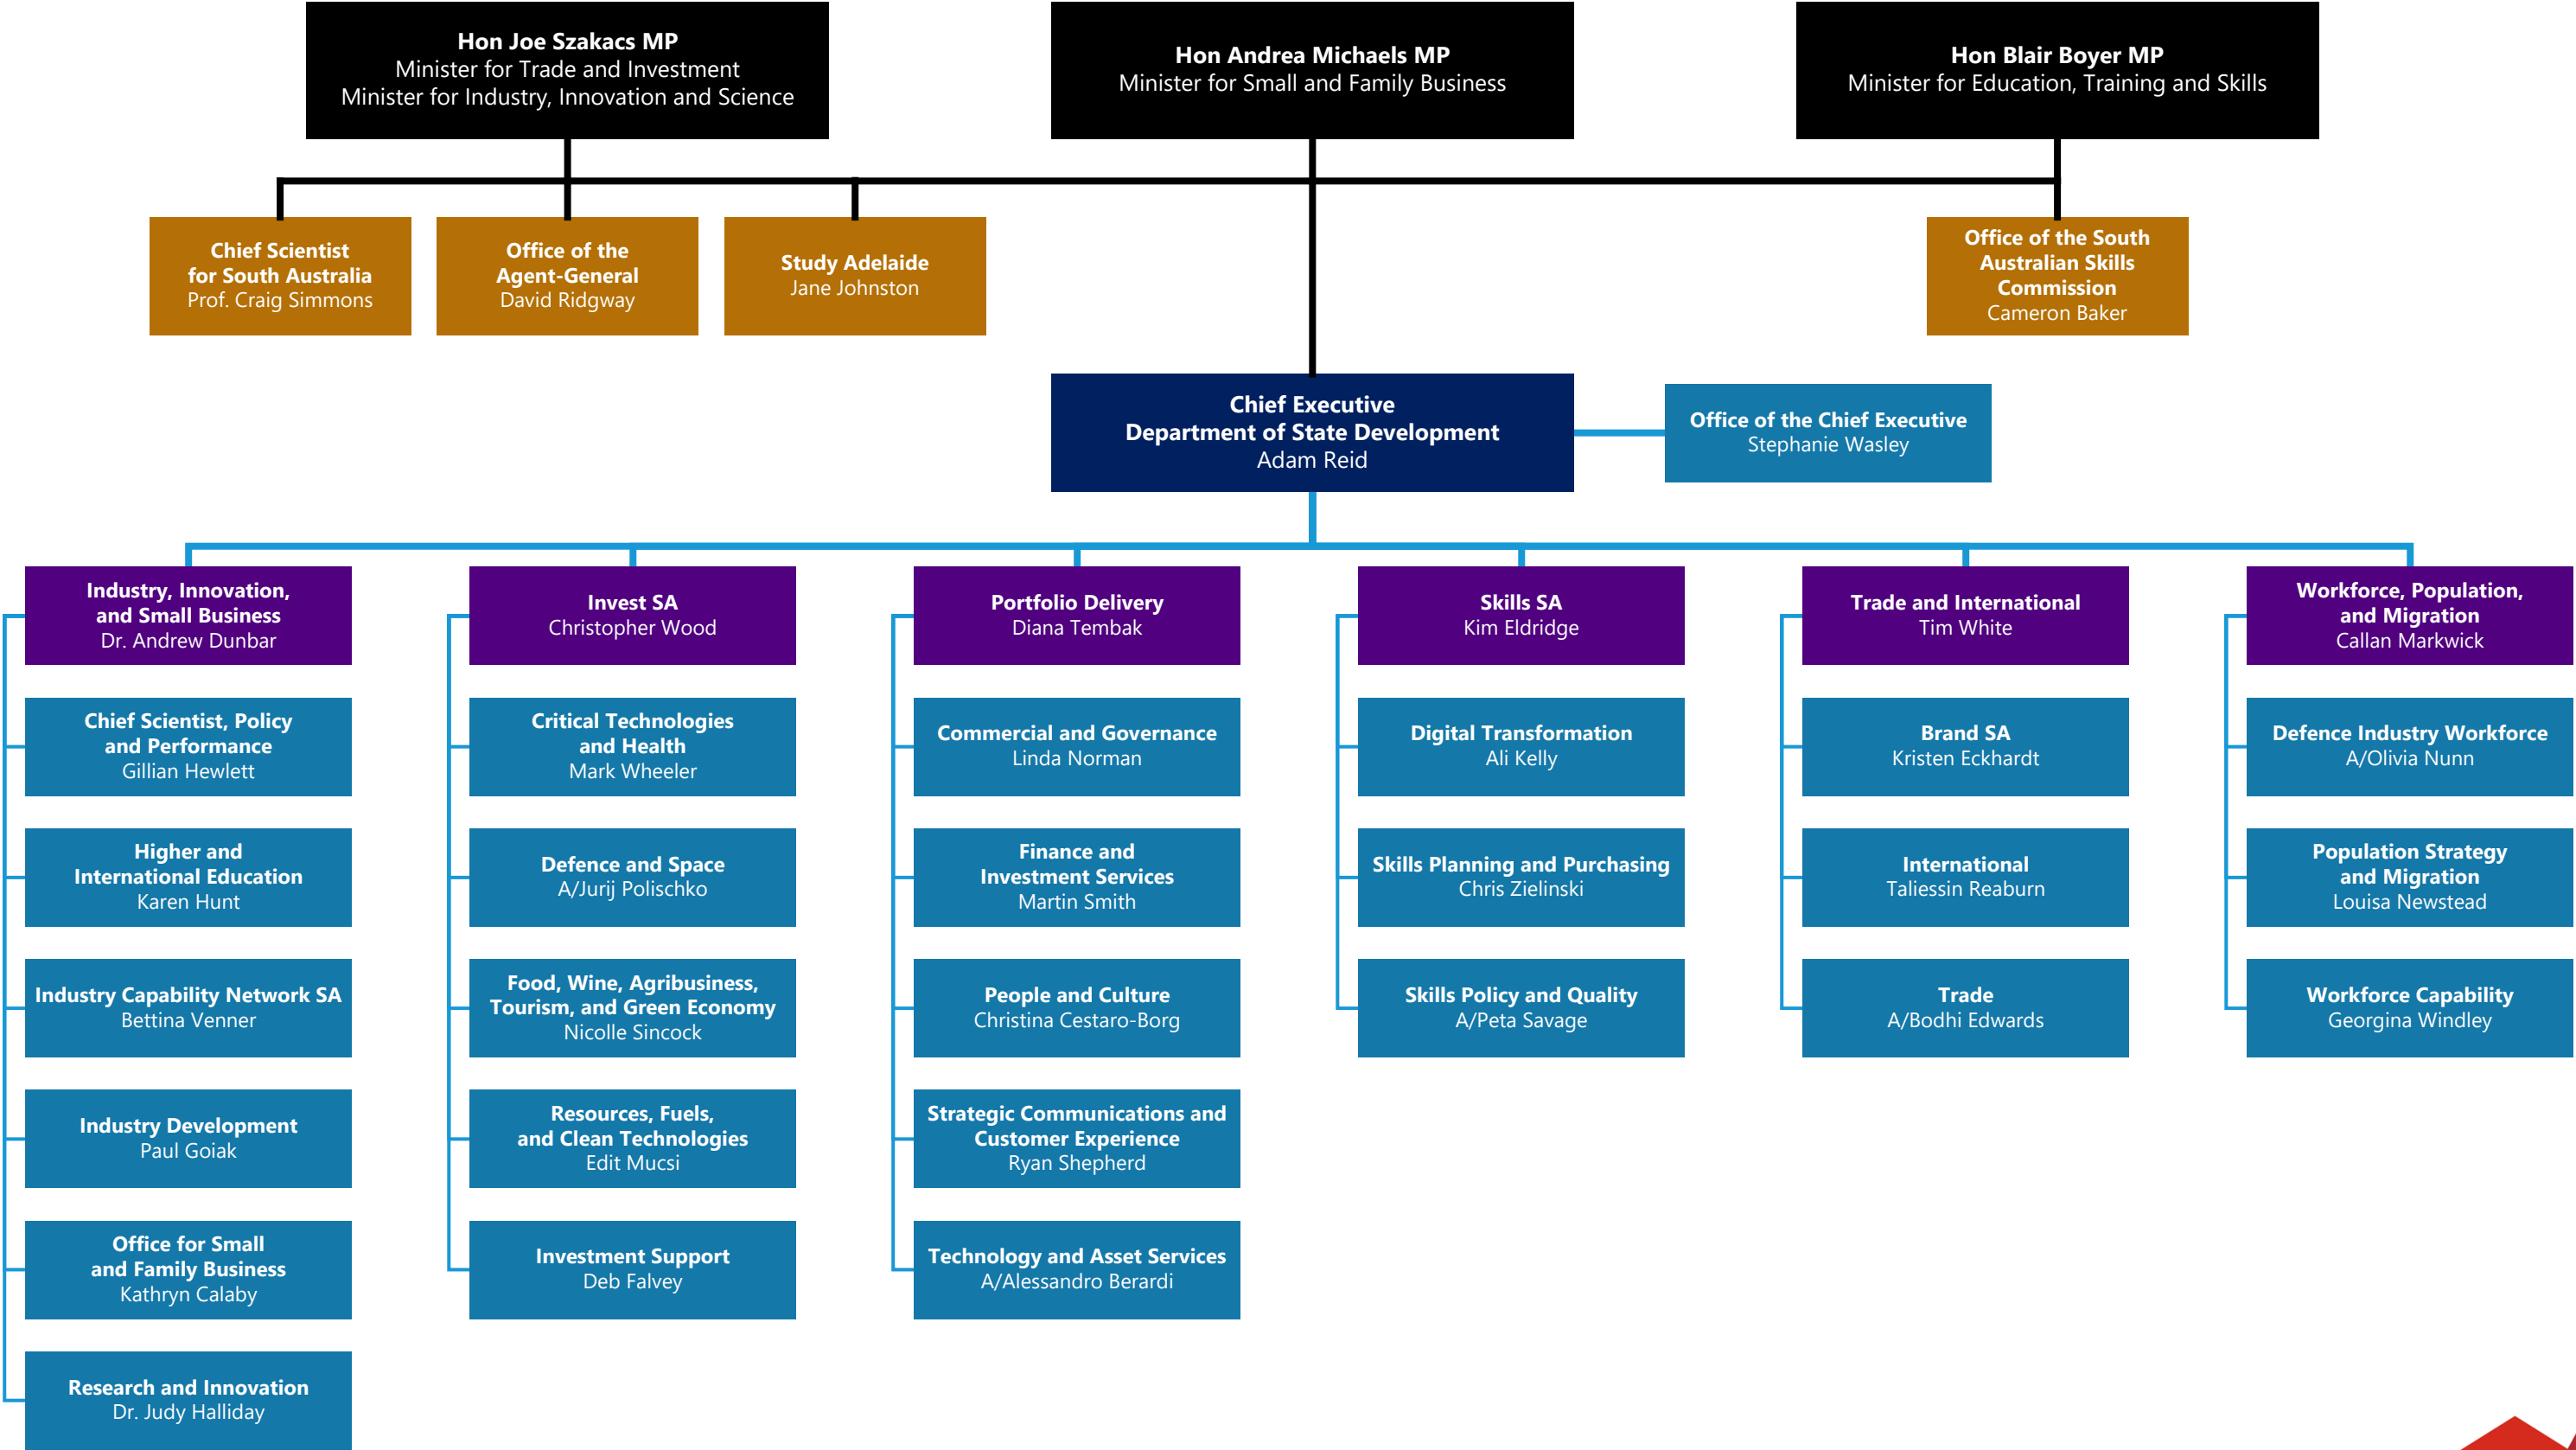 Hon Joe Szakacs MP
Minister for Trade and Investment
Minister for Industry, Innovation and Science
Hon Andrea Michaels MP
Minister for Small and Family Business
Hon Blair Boyer MP
Minister for Education, Training and Skills
Chief Scientist
for South Australia
Prof. Craig Simmons
Office of the
Agent-General
David Ridgway
Study Adelaide
Jane Johnston
Office of the South
Australian Skills
Commission
Cameron Baker
Chief Executive
Department of State Development
Adam Reid
Office of the Chief Executive
Stephanie Wasley
Industry, Innovation,
and Small Business
Dr. Andrew Dunbar
Chief Scientist, Policy
and Performance
Gillian Hewlett
Higher and
International Education
Karen Hunt
Industry Capability Network SA
Bettina Venner
Industry Development
Paul Goiak
Office for Small
and Family Business
Kathryn Calaby
Research and Innovation
Dr. Judy Halliday
Invest SA
Christopher Wood
Critical Technologies
and Health
Mark Wheeler
Defence and Space
A/Jurij Polischko
Food, Wine, Agribusiness,
Tourism, and Green Economy
Nicolle Sincock
Resources, Fuels,
and Clean Technologies
Edit Mucsi
Investment Support
Deb Falvey
Portfolio Delivery
Diana Tembak
Commercial and Governance
Linda Norman
Finance and
Investment Services
Martin Smith
People and Culture
Christina Cestaro-Borg
Strategic Communications and
Customer Experience
Ryan Shepherd
Technology and Asset Services
A/Alessandro Berardi
Skills SA
Kim Eldridge
Digital Transformation
Ali Kelly
Skills Planning and Purchasing
Chris Zielinski
Skills Policy and Quality
A/Peta Savage
Trade and International
Tim White
Brand SA
Kristen Eckhardt
International
Taliessin Reaburn
Trade
A/Bodhi Edwards
Workforce, Population,
and Migration
Callan Markwick
Defence Industry Workforce
A/Olivia Nunn
Population Strategy
and Migration
Louisa Newstead
Workforce Capability
Georgina Windley